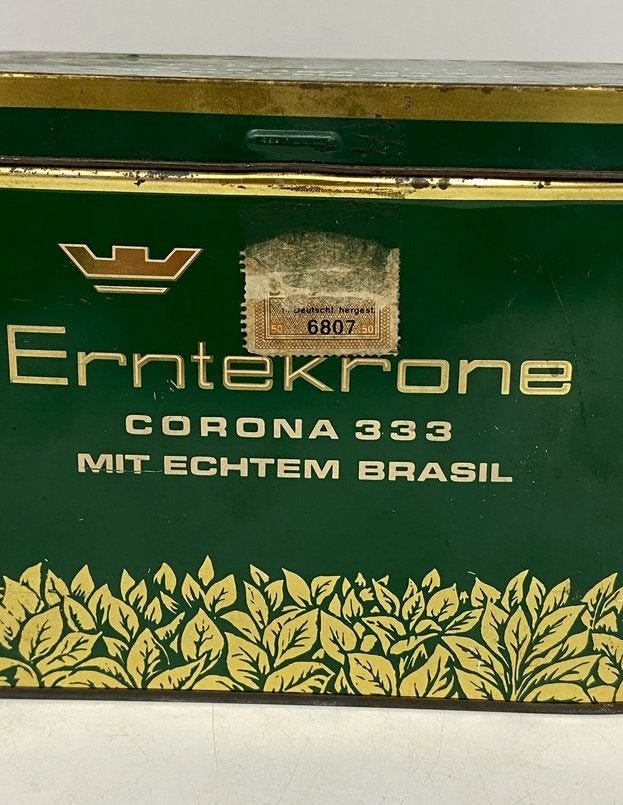 Deutschl. hergest
50 6807 50
Erntekrone
CORONA 333
MIT ECHTEM BRASIL